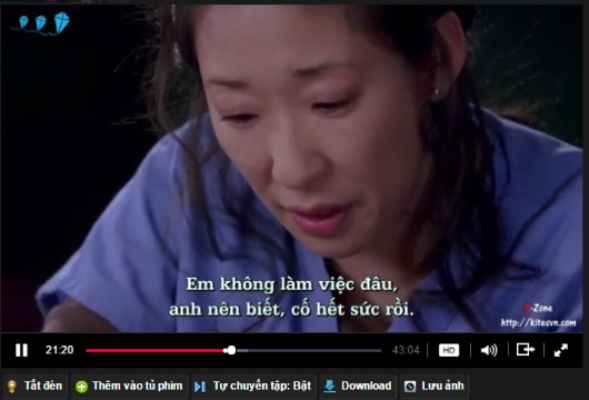 Em không làm việc đâu,
anh nên biết, cố hết sức rồi.
K-Zone
http://kitesvn.com
21:20
43:04
HD
Tắt đèn
Thêm vào tủ phim
Tự chuyển tập: Bật
Download
Lưu ảnh